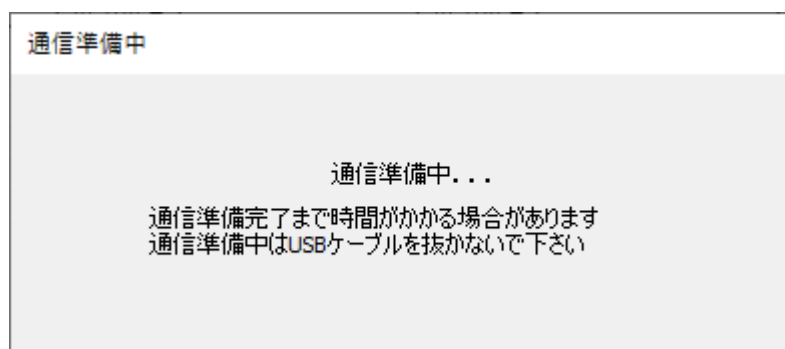 通信準備中
通信準備中...
通信準備完了まで時間がかかる場合があります
通信準備中はUSBケーブルを抜かないで下さい